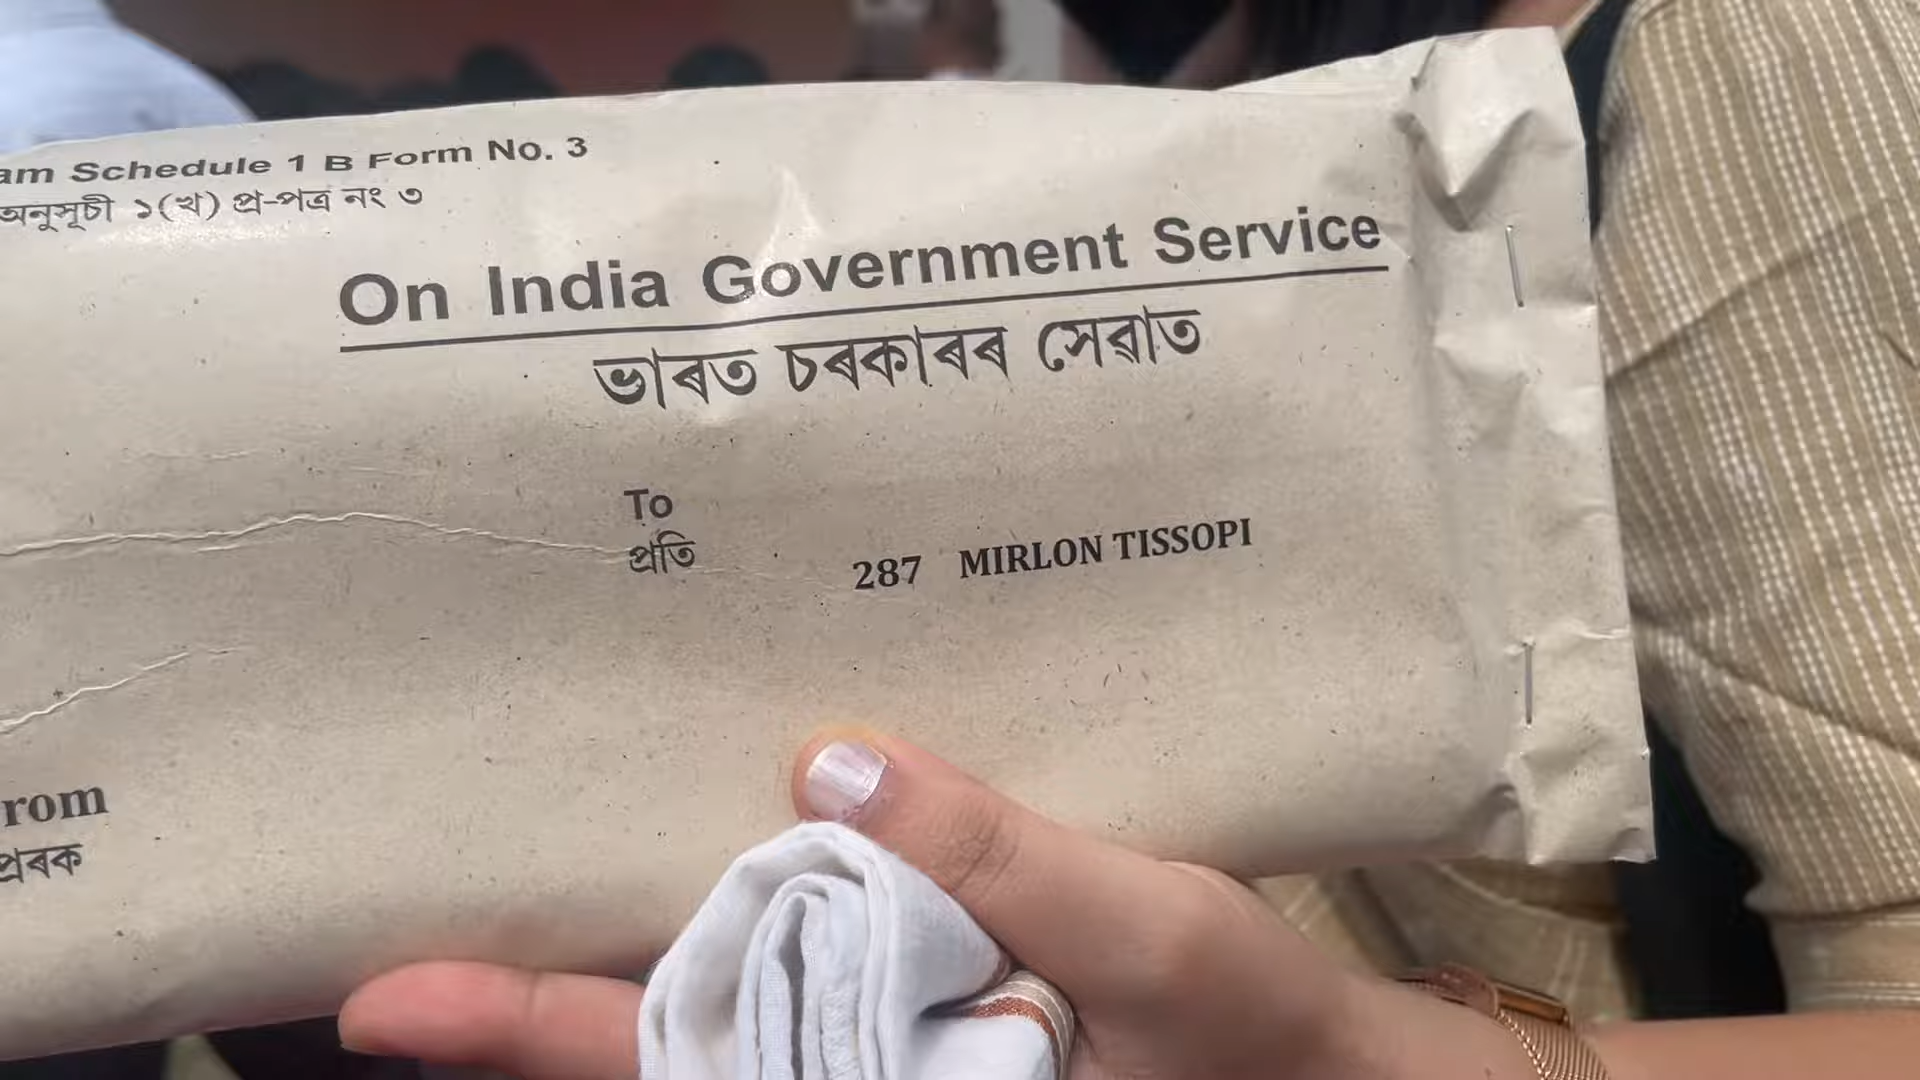 am Schedule 1 B Form No. 3
অনুসূচী ১(খ) প্ৰ-পত্ৰ নং ৩
On India Government Service
ভাৰত চৰকাৰৰ সেৱাত
To
প্ৰতি
287 MIRLON TISSOPI
rom
প্ৰৰক